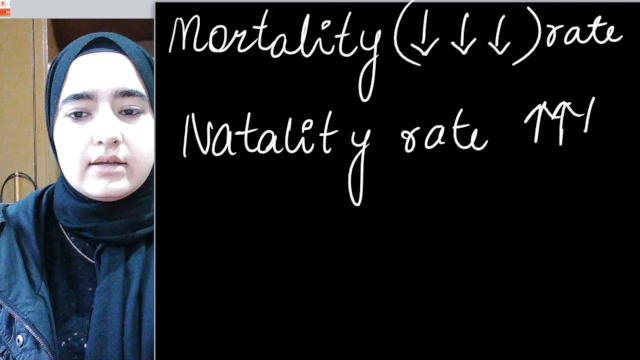 Mortality (↓ ↓ ↓) rate
Natality rate ↑↑↑